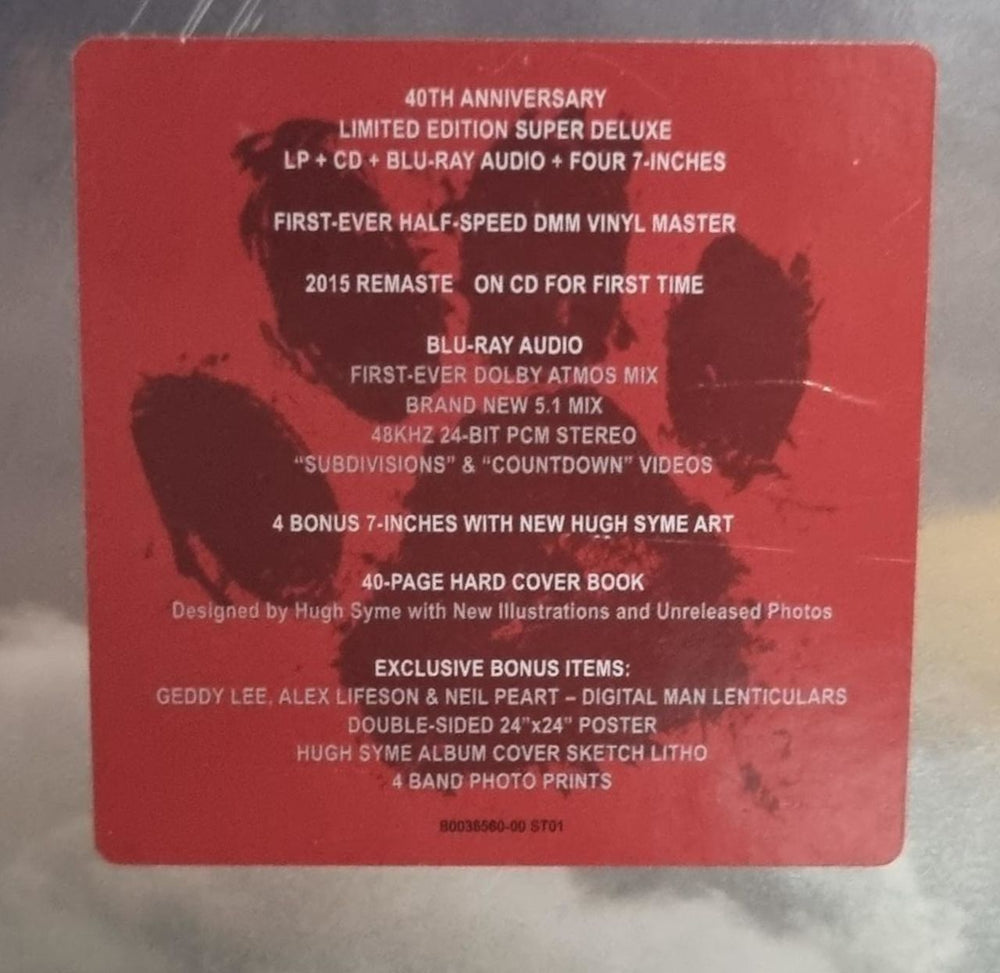 40TH ANNIVERSARY
LIMITED EDITION SUPER DELUXE
LP + CD + BLU-RAY AUDIO + FOUR 7-INCHES
FIRST-EVER HALF-SPEED DMM VINYL MASTER
2015 REMASTE ON CD FOR FIRST TIME
BLU-RAY AUDIO
FIRST-EVER DOLBY ATMOS MIX
BRAND NEW 5.1 MIX
48KHZ 24-BIT PCM STEREO
“SUBDIVISIONS” & “COUNTDOWN” VIDEOS
4 BONUS 7-INCHES WITH NEW HUGH SYME ART
40-PAGE HARD COVER BOOK
Designed by Hugh Syme with New Illustrations and Unreleased Photos
EXCLUSIVE BONUS ITEMS:
GEDDY LEE, ALEX LIFESON & NEIL PEART – DIGITAL MAN LENTICULARS
DOUBLE-SIDED 24”x24” POSTER
HUGH SYME ALBUM COVER SKETCH LITHO
4 BAND PHOTO PRINTS
B0036560-00 ST01